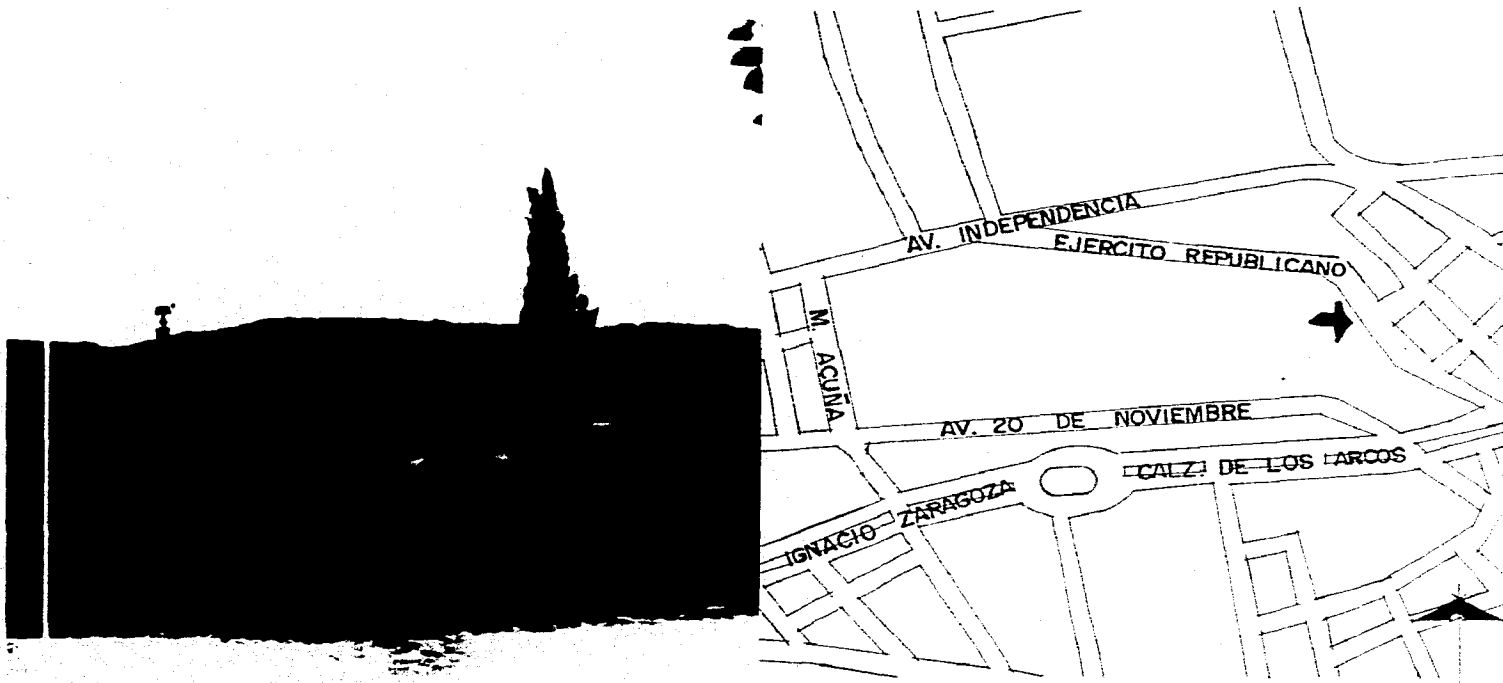 AV. INDEPENDENCIA
EJERCITO REPUBLICANO
M. ACUÑA
AV. 20 DE NOVIEMBRE
CALZ. DE LOS ARCOS
IGNACIO ZARAGOZA